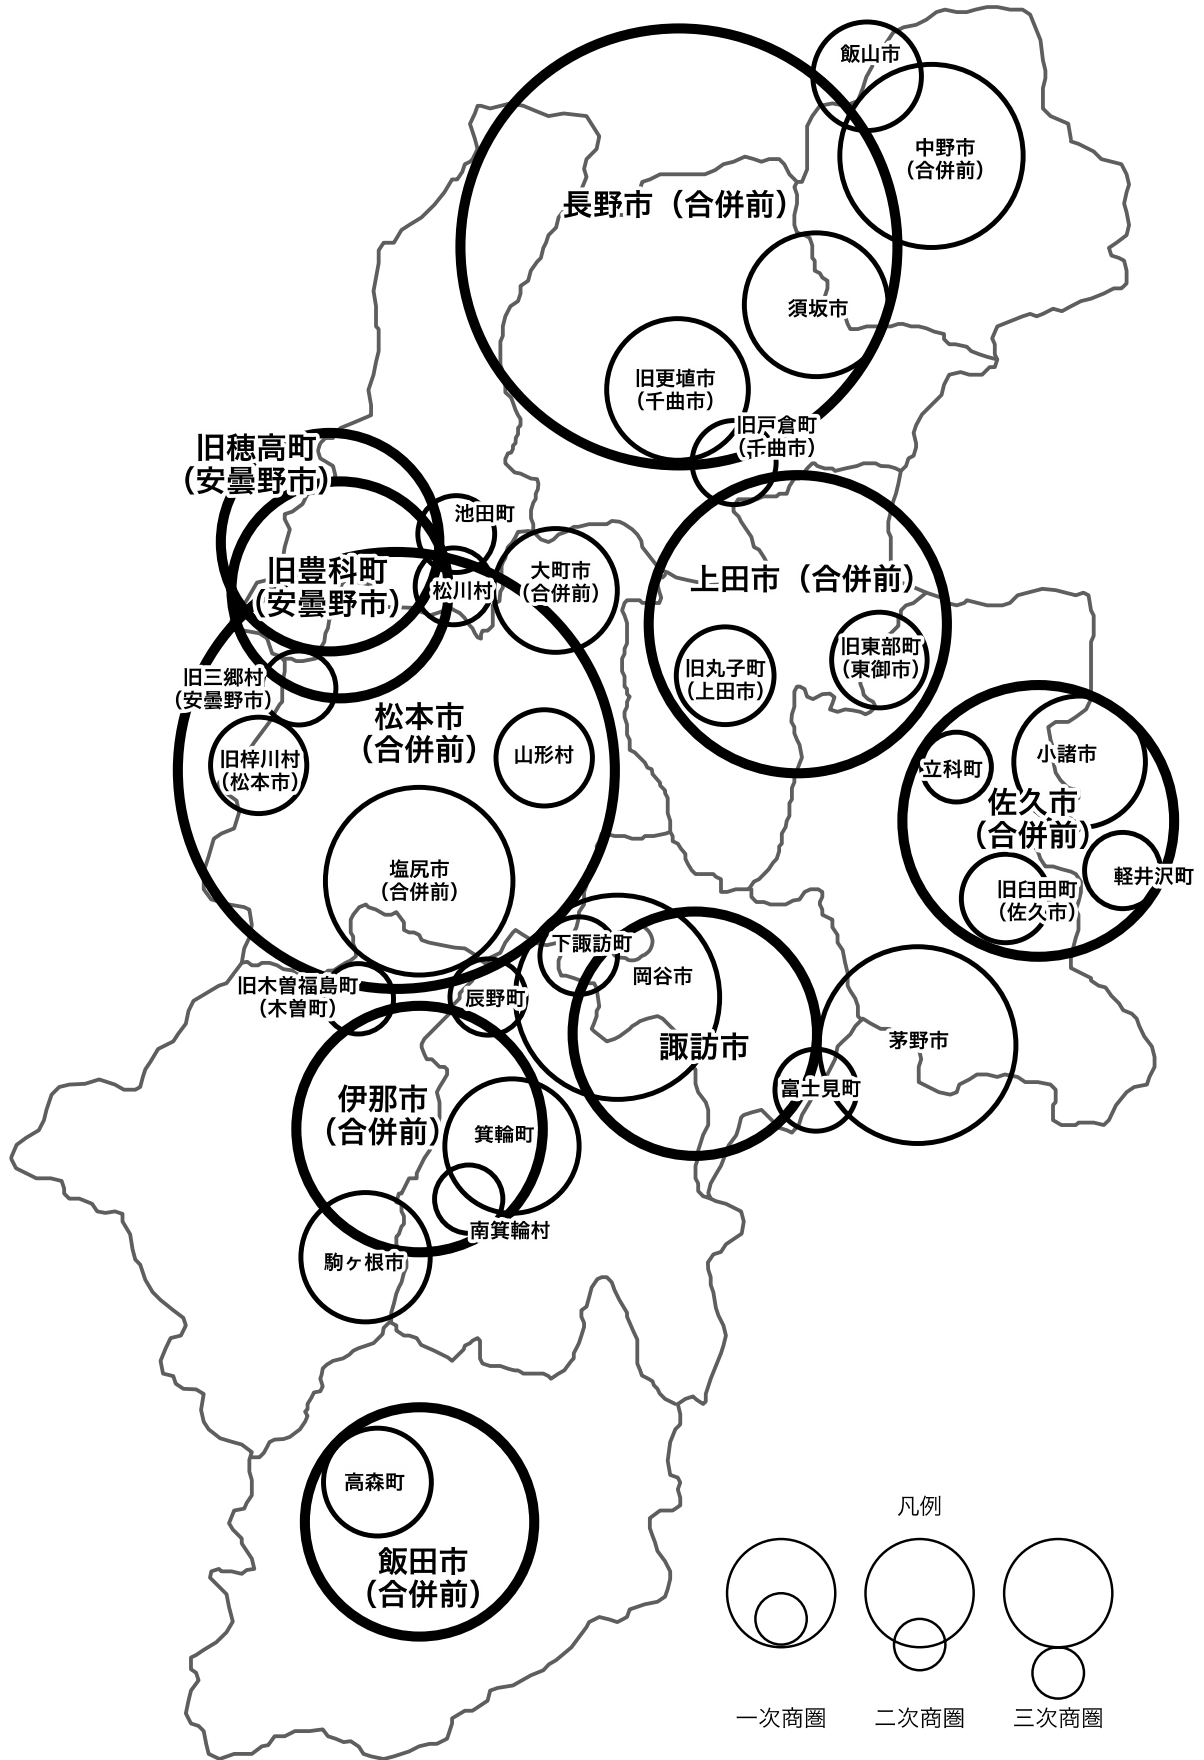 飯山市
中野市
（合併前）
長野市（合併前）
須坂市
旧更埴市
（千曲市）
旧戸倉町
（千曲市）
旧穂高町
（安曇野市）
池田町
旧豊科町
（安曇野市）
松川村
大町市
（合併前）
上田市（合併前）
旧丸子町
（上田市）
旧東部町
（東御市）
旧三郷村
（安曇野市）
松本市
（合併前）
山形村
旧梓川村
（松本市）
小諸市
立科町
佐久市
（合併前）
軽井沢町
旧臼田町
（佐久市）
塩尻市
（合併前）
下諏訪町
岡谷市
旧木曽福島町
（木曽町）
辰野町
諏訪市
茅野市
富士見町
伊那市
（合併前）
箕輪町
南箕輪村
駒ヶ根市
高森町
飯田市
（合併前）
凡例
一次商圏
二次商圏
三次商圏